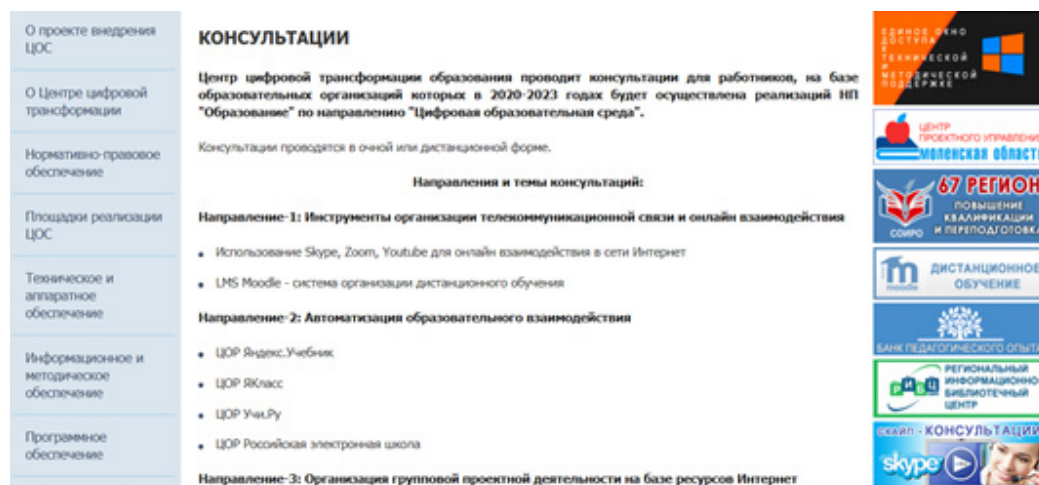 О проекте внедрения
ЦОС
О Центре цифровой
трансформации
Нормативно-правовое
обеспечение
Площадки реализации
ЦОС
Техническое и
аппаратное
обеспечение
Информационное и
методическое
обеспечение
Программное
обеспечение
КОНСУЛЬТАЦИИ
Центр цифровой трансформации образования проводит консультации для работников, на базе
образовательных организаций которых в 2020-2023 годах будет осуществлена реализаций НП
"Образование" по направлению "Цифровая образовательная среда".
Консультации проводятся в очной или дистанционной форме.
Направления и темы консультаций:
Направление-1: Инструменты организации телекоммуникационной связи и онлайн взаимодействия
• Использование Skype, Zoom, Youtube для онлайн взаимодействия в сети Интернет
• LMS Moodle - система организации дистанционного обучения
Направление-2: Автоматизация образовательного взаимодействия
• ЦОР Яндекс.Учебник
• ЦОР ЯКласс
• ЦОР Учи.Ру
• ЦОР Российская электронная школа
Направление-3: Организация групповой проектной деятельности на базе ресурсов Интернет
ЕДИНОЕ ОКНО
ДОСТУПА
ТЕХНИЧЕСКОЙ
МЕТОДИЧЕСКОЙ
ПОДДЕРЖКЕ
ЦЕНТР
ПРОЕКТНОГО УПРАВЛЕНИ
моленская област
67 РЕГИОН
ПОВЫШЕНИЕ
КВАЛИФИКАЦИИ
И ПЕРЕПОДГОТОВКА
СОИРО
moodle
ДИСТАНЦИОННОЕ
ОБУЧЕНИЕ
БАНК ПЕДАГОГИЧЕСКОГО ОПЫТА
РИБЦ
РЕГИОНАЛЬНЫЙ
ИНФОРМАЦИОННО
БИБЛИОТЕЧНЫЙ
ЦЕНТР
СКАЙП - КОНСУЛЬТАЦИИ
skype